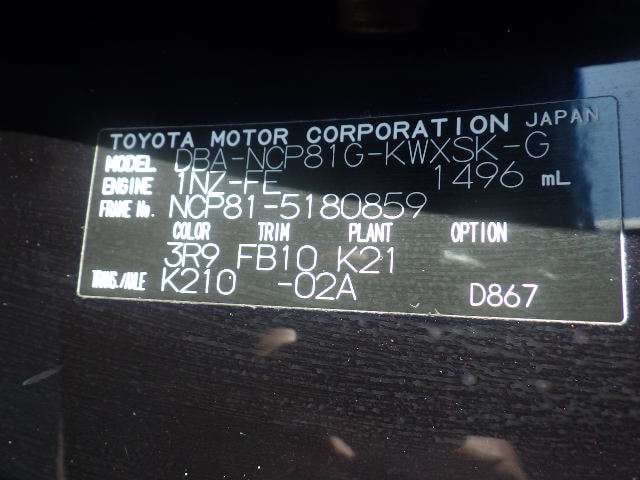 TOYOTA MOTOR CORPORATION JAPAN
MODEL DBA-NCP81G-KWXSK-G
ENGINE 1NZ-FE 1496 mL
FRAME No. NCP81-5180859
COLOR TRIM PLANT OPTION
3R9 FB10 K21
TRANS./AXLE K210 -02A D867